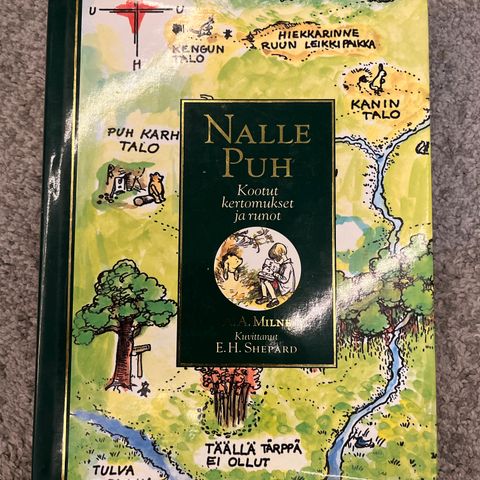 U
H
KENGUN
TALO
HIEKKARINNE
RUUN LEIKKIPAIKKA
KANIN
TALO
PUH KARH
TALO
NALLE
PUH
Kootut
kertomukset
ja runot
A. A. MILNE
Kuvittanut
E. H. SHEPARD
TÄÄLLÄ TÄRPPÄ
EI OLLUT
TULVA